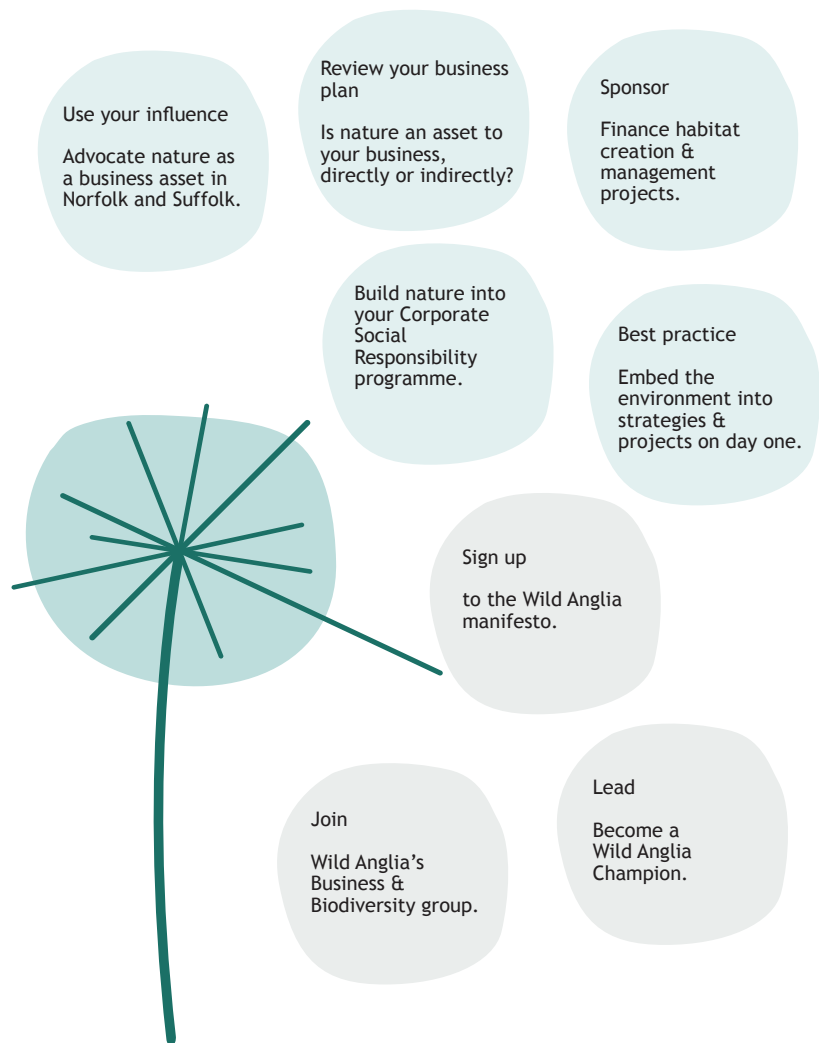 Use your influence
Advocate nature as
a business asset in
Norfolk and Suffolk.
Review your business
plan
Is nature an asset to
your business,
directly or indirectly?
Sponsor
Finance habitat
creation &
management
projects.
Build nature into
your Corporate
Social
Responsibility
programme.
Best practice
Embed the
environment into
strategies &
projects on day one.
Sign up
to the Wild Anglia
manifesto.
Lead
Become a
Wild Anglia
Champion.
Join
Wild Anglia’s
Business &
Biodiversity group.